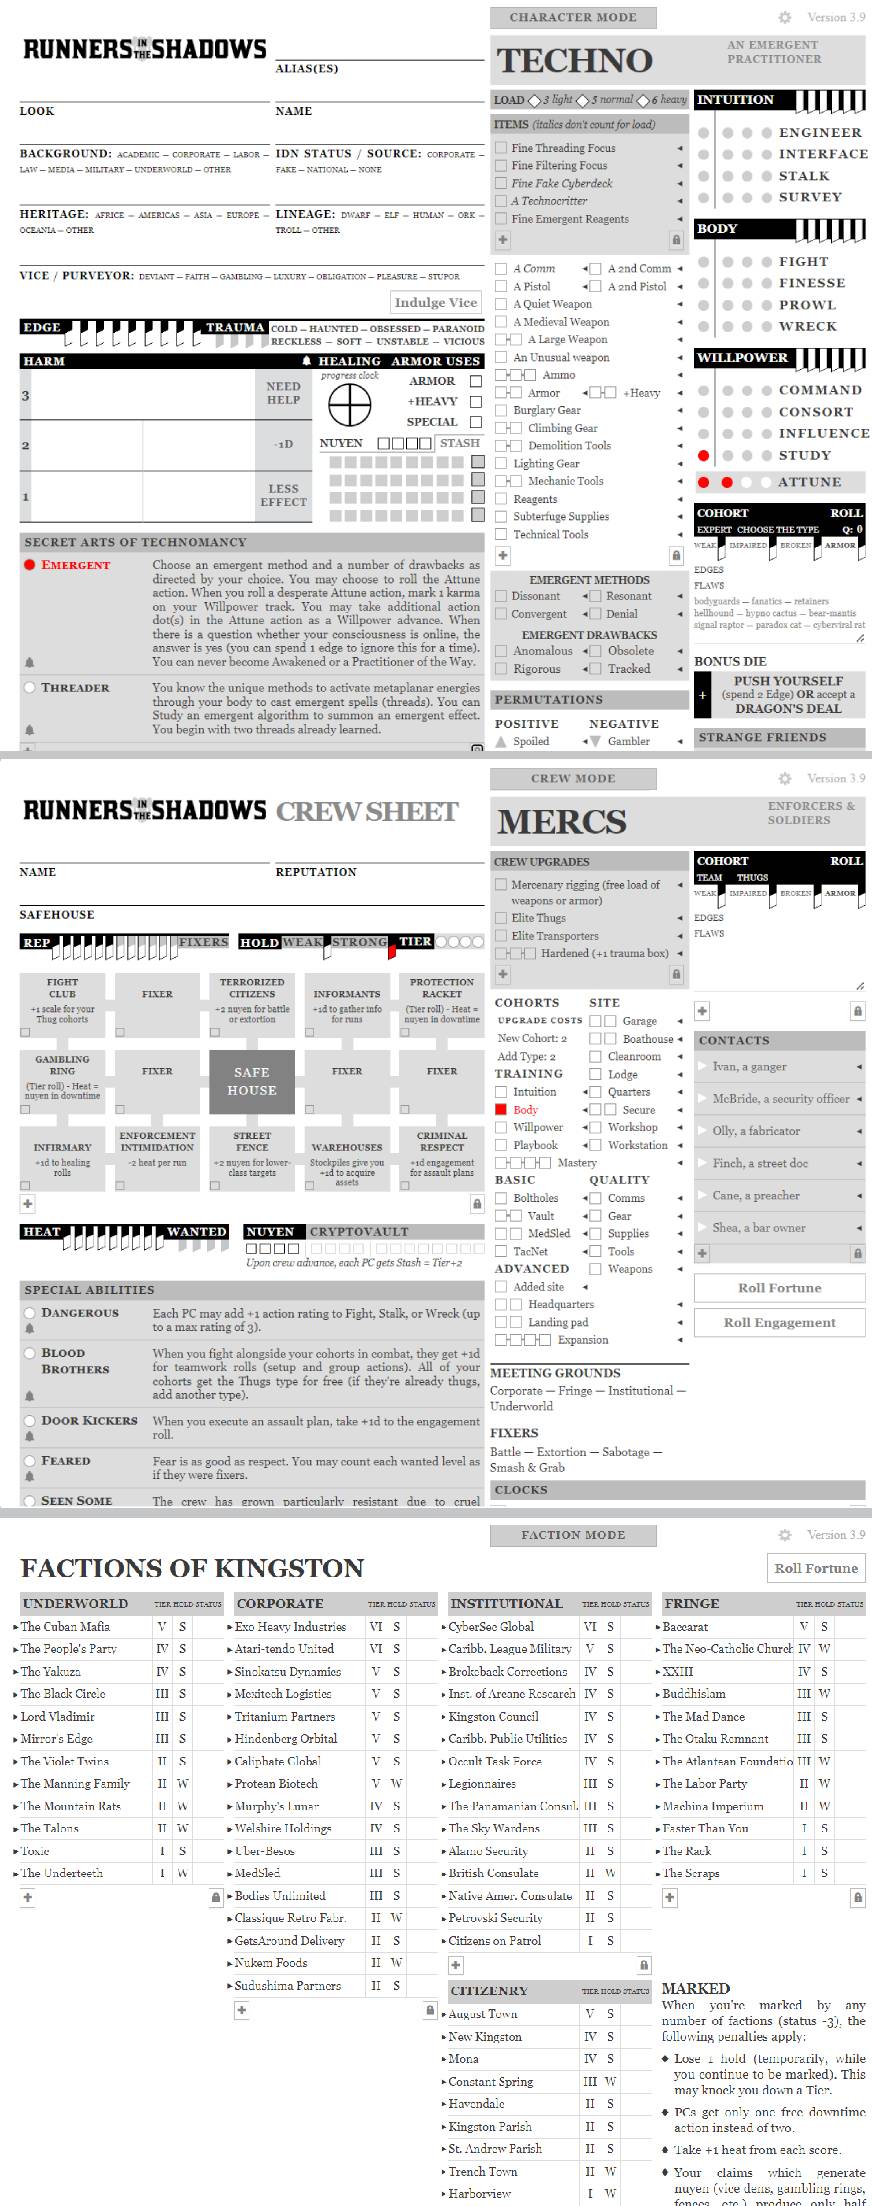 CHARACTER MODE
Version 3.9
RUNNERS IN THE SHADOWS
ALIAS(ES)
LOOK
NAME
BACKGROUND: ACADEMIC — CORPORATE — LABOR —
LAW — MEDIA — MILITARY — UNDERWORLD — OTHER
IDN STATUS / SOURCE: CORPORATE —
FAKE — NATIONAL — NONE
HERITAGE: AFRICE — AMERICAS — ASIA — EUROPE —
OCEANIA — OTHER
LINEAGE: DWARF — ELF — HUMAN — ORK —
TROLL — OTHER
VICE / PURVEYOR: DEVIANT — FAITH — GAMBLING — LUXURY — OBLIGATION — PLEASURE — STUPOR
Indulge Vice
EDGE
TRAUMA
COLD — HAUNTED — OBSESSED — PARANOID
RECKLESS — SOFT — UNSTABLE — VICIOUS
HARM
HEALING
ARMOR USES
3
NEED
HELP
2
-1D
1
LESS
EFFECT
progress clock
ARMOR
+HEAVY
SPECIAL
NUYEN
STASH
SECRET ARTS OF TECHNOMANCY
EMERGENT
Choose an emergent method and a number of drawbacks as
directed by your choice. You may choose to roll the Attune
action. When you roll a desperate Attune action, mark 1 karma
on your Willpower track. You may take additional action
dot(s) in the Attune action as a Willpower advance. When
there is a question whether your consciousness is online, the
answer is yes (you can spend 1 edge to ignore this for a time).
You can never become Awakened or a Practitioner of the Way.
THREADER
You know the unique methods to activate metaplanar energies
through your body to cast emergent spells (threads). You can
Study an emergent algorithm to summon an emergent effect.
You begin with two threads already learned.
TECHNO
AN EMERGENT
PRACTITIONER
LOAD 3 light 5 normal 6 heavy
ITEMS (italics don't count for load)
Fine Threading Focus
Fine Filtering Focus
Fine Fake Cyberdeck
A Technocritter
Fine Emergent Reagents
A Comm
A 2nd Comm
A Pistol
A 2nd Pistol
A Quiet Weapon
A Medieval Weapon
A Large Weapon
An Unusual weapon
Ammo
Armor
+Heavy
Burglary Gear
Climbing Gear
Demolition Tools
Lighting Gear
Mechanic Tools
Reagents
Subterfuge Supplies
Technical Tools
EMERGENT METHODS
Dissonant
Resonant
Convergent
Denial
EMERGENT DRAWBACKS
Anomalous
Obsolete
Rigorous
Tracked
PERMUTATIONS
POSITIVE
NEGATIVE
Spoiled
Gambler
INTUITION
ENGINEER
INTERFACE
STALK
SURVEY
BODY
FIGHT
FINESSE
PROWL
WRECK
WILLPOWER
COMMAND
CONSORT
INFLUENCE
STUDY
ATTUNE
COHORT
ROLL
EXPERT CHOOSE THE TYPE
Q: 0
WEAK
IMPAIRED
BROKEN
ARMOR
EDGES
FLAWS
bodyguards — fanatics — retainers
hellhound — hypno cactus — bear-mantis
signal raptor — paradox cat — cyberviral rat
BONUS DIE
+
PUSH YOURSELF
(spend 2 Edge) OR accept a
DRAGON'S DEAL
STRANGE FRIENDS
CREW MODE
Version 3.9
RUNNERS IN THE SHADOWS
CREW SHEET
NAME
REPUTATION
SAFEHOUSE
REP
FIXERS
HOLD
WEAK
STRONG
TIER
FIGHT
CLUB
+1 scale for your
Thug cohorts
FIXER
TERRORIZED
CITIZENS
+2 nuyen for battle
or extortion
INFORMANTS
+1d to gather info
for runs
PROTECTION
RACKET
(Tier roll) - Heat =
nuyen in downtime
GAMBLING
RING
(Tier roll) - Heat =
nuyen in downtime
FIXER
SAFE
HOUSE
FIXER
FIXER
INFIRMARY
+1d to healing
rolls
ENFORCEMENT
INTIMIDATION
-2 heat per run
STREET
FENCE
+2 nuyen for lower-
class targets
WAREHOUSES
Stockpiles give you
+1d to acquire
assets
CRIMINAL
RESPECT
+1d engagement
for assault plans
HEAT
WANTED
NUYEN
CRYPTOVAULT
Upon crew advance, each PC gets Stash = Tier+2
SPECIAL ABILITIES
DANGEROUS
Each PC may add +1 action rating to Fight, Stalk, or Wreck (up
to a max rating of 3).
BLOOD
BROTHERS
When you fight alongside your cohorts in combat, they get +1d
for teamwork rolls (setup and group actions). All of your
cohorts get the Thugs type for free (if they're already thugs,
add another type).
DOOR KICKERS
When you execute an assault plan, take +1d to the engagement
roll.
FEARED
Fear is as good as respect. You may count each wanted level as
if they were fixers.
SEEN SOME
The crew has grown particularly resistant due to cruel
MERCS
ENFORCERS &
SOLDIERS
CREW UPGRADES
Mercenary rigging (free load of
weapons or armor)
Elite Thugs
Elite Transporters
Hardened (+1 trauma box)
COHORTS
UPGRADE COSTS
New Cohort: 2
Add Type: 2
TRAINING
Intuition
Body
Willpower
Playbook
Mastery
SITE
Garage
Boathouse
Cleanroom
Lodge
Quarters
Secure
Workshop
Workstation
BASIC
Boltholes
Vault
MedSled
TacNet
QUALITY
Comms
Gear
Supplies
Tools
Weapons
ADVANCED
Added site
Headquarters
Landing pad
Expansion
MEETING GROUNDS
Corporate — Fringe — Institutional —
Underworld
FIXERS
Battle — Extortion — Sabotage —
Smash & Grab
CLOCKS
COHORT
ROLL
TEAM THUGS
WEAK
IMPAIRED
BROKEN
ARMOR
EDGES
FLAWS
CONTACTS
Ivan, a ganger
McBride, a security officer
Olly, a fabricator
Finch, a street doc
Cane, a preacher
Shea, a bar owner
Roll Fortune
Roll Engagement
FACTION MODE
Version 3.9
FACTIONS OF KINGSTON
Roll Fortune
UNDERWORLD TIER HOLD STATUS
The Cuban Mafia V S
The People's Party IV S
The Yakuza IV S
The Black Circle III S
Lord Vladimir III S
Mirror's Edge III S
The Violet Twins II S
The Manning Family II W
The Mountain Rats II W
The Talons II W
Toxic I S
The Underteeth I W
CORPORATE TIER HOLD STATUS
Exo Heavy Industries VI S
Atari-tendo United VI S
Sinokatsu Dynamics V S
Mexitech Logistics V S
Tritanium Partners V S
Hindenberg Orbital V S
Caliphate Global V S
Protean Biotech V W
Murphy's Lunar IV S
Welshire Holdings IV S
Uber-Besos III S
MedSled III S
Bodies Unlimited III S
Classique Retro Fabr. II W
GetsAround Delivery II S
Nukem Foods II W
Sudushima Partners II S
INSTITUTIONAL TIER HOLD STATUS
CyberSec Global VI S
Caribb. League Military V S
Brokaback Corrections IV S
Inst. of Arcane Research IV S
Kingston Council IV S
Caribb. Public Utilities IV S
Occult Task Force IV S
Legionnaires III S
The Panamanian Consul. III S
The Sky Wardens III S
Alamo Security II S
British Consulate II W
Native Amer. Consulate II S
Petrovski Security II S
Citizens on Patrol I S
CITIZENRY TIER HOLD STATUS
August Town V S
New Kingston IV S
Mona IV S
Constant Spring III W
Havendale II S
Kingston Parish II S
St. Andrew Parish II S
Trench Town II W
Harborview I W
FRINGE TIER HOLD STATUS
Baccarat V S
The Neo-Catholic Church IV W
XXIII IV S
Buddhislam III W
The Mad Dance III S
The Otaku Remnant III S
The Atlantean Foundatio III W
The Labor Party II W
Machina Imperium II W
Faster Than You I S
The Rack I S
The Scraps I S
MARKED
When you're marked by any
number of factions (status -3), the
following penalties apply:
Lose 1 hold (temporarily, while
you continue to be marked). This
may knock you down a Tier.
PCs get only one free downtime
action instead of two.
Take +1 heat from each score.
Your claims which generate
nuyen (vice dens, gambling rings,
fences, etc.) produce only half